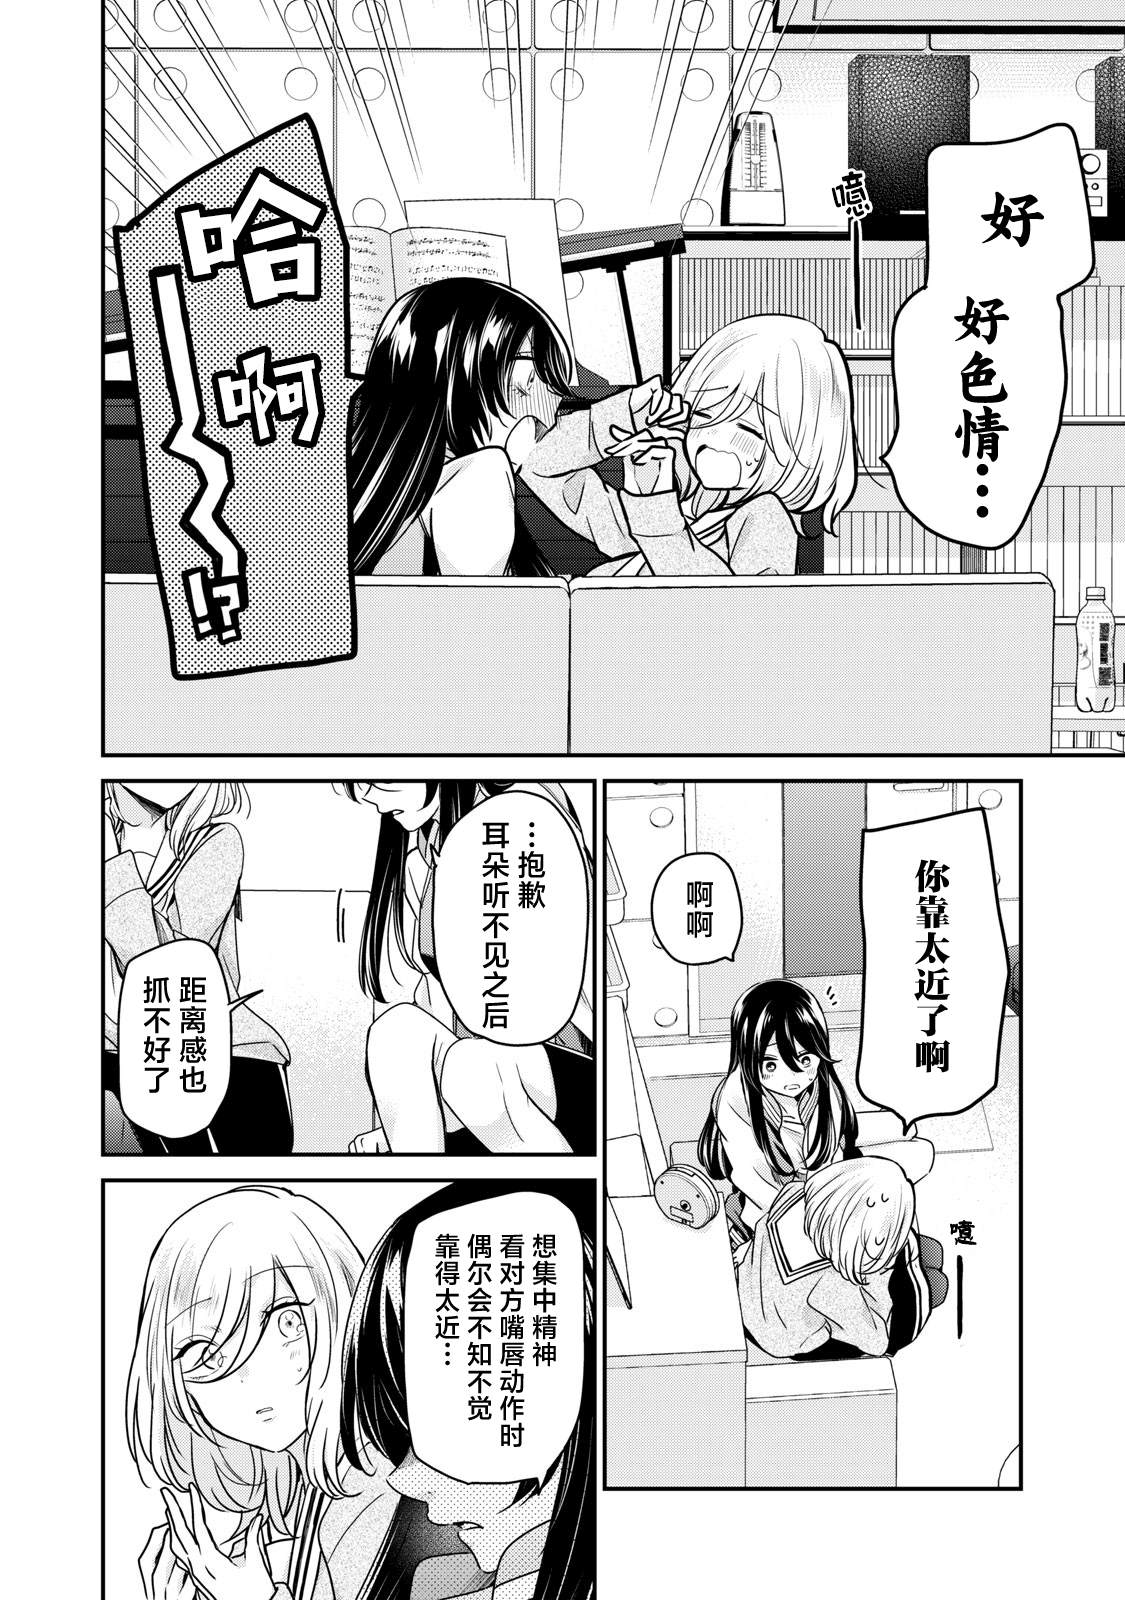 好
好色情…
噫
哈
啊
!?
你靠太近了啊
啊啊
噫
…抱歉
耳朵听不见之后
距离感也
抓不好了
想集中精神
看对方嘴唇动作时
偶尔会不知不觉
靠得太近…